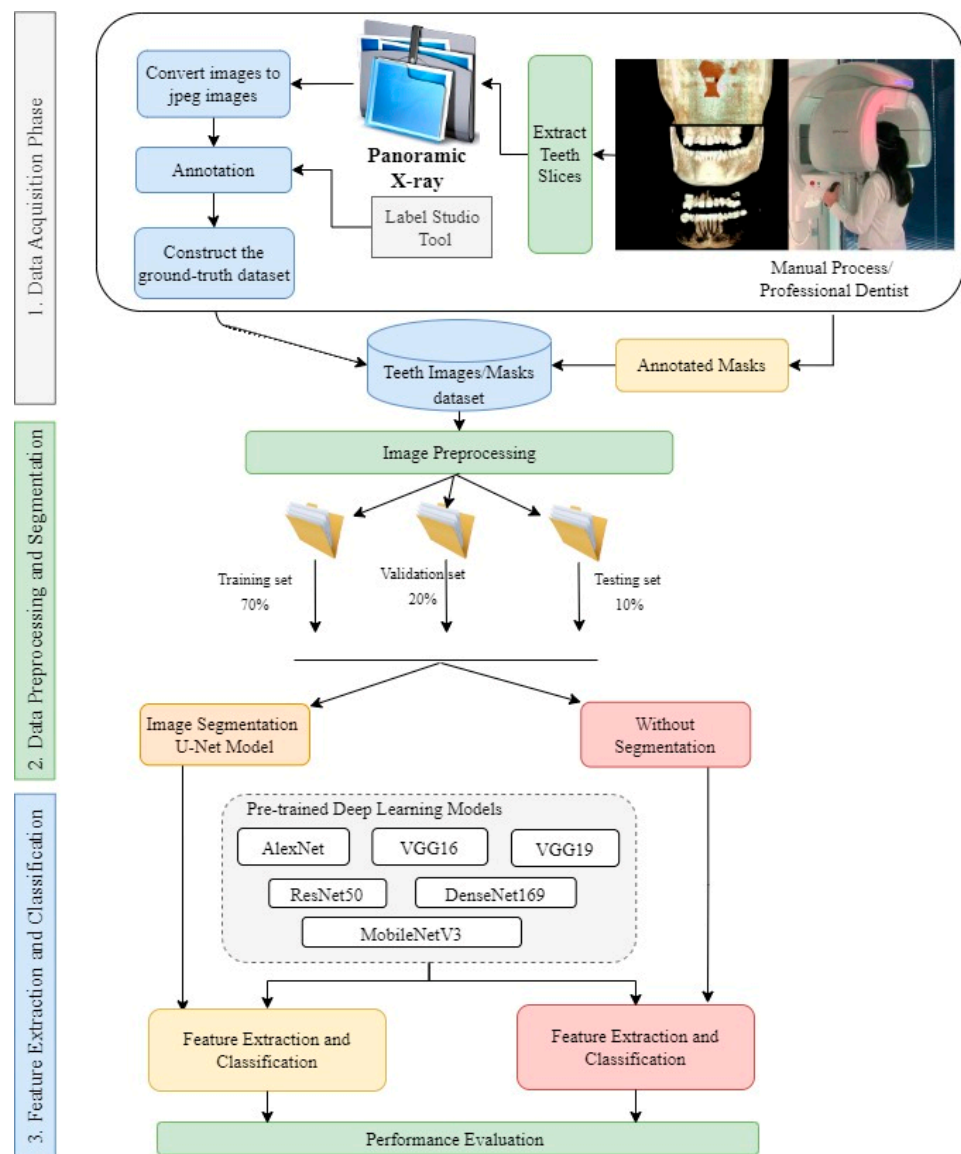 1. Data Acquisition Phase
Convert images to
jpeg images
Annotation
Construct the
ground-truth dataset
Panoramic
X-ray
Label Studio
Tool
Extract
Teeth
Slices
Manual Process/
Professional Dentist
Teeth Images/Masks
dataset
Annotated Masks
2. Data Preprocessing and Segmentation
Image Preprocessing
Training set
70%
Validation set
20%
Testing set
10%
Image Segmentation
U-Net Model
Without
Segmentation
3. Feature Extraction and Classification
Pre-trained Deep Learning Models
AlexNet
VGG16
VGG19
ResNet50
DenseNet169
MobileNetV3
Feature Extraction and
Classification
Feature Extraction and
Classification
Performance Evaluation